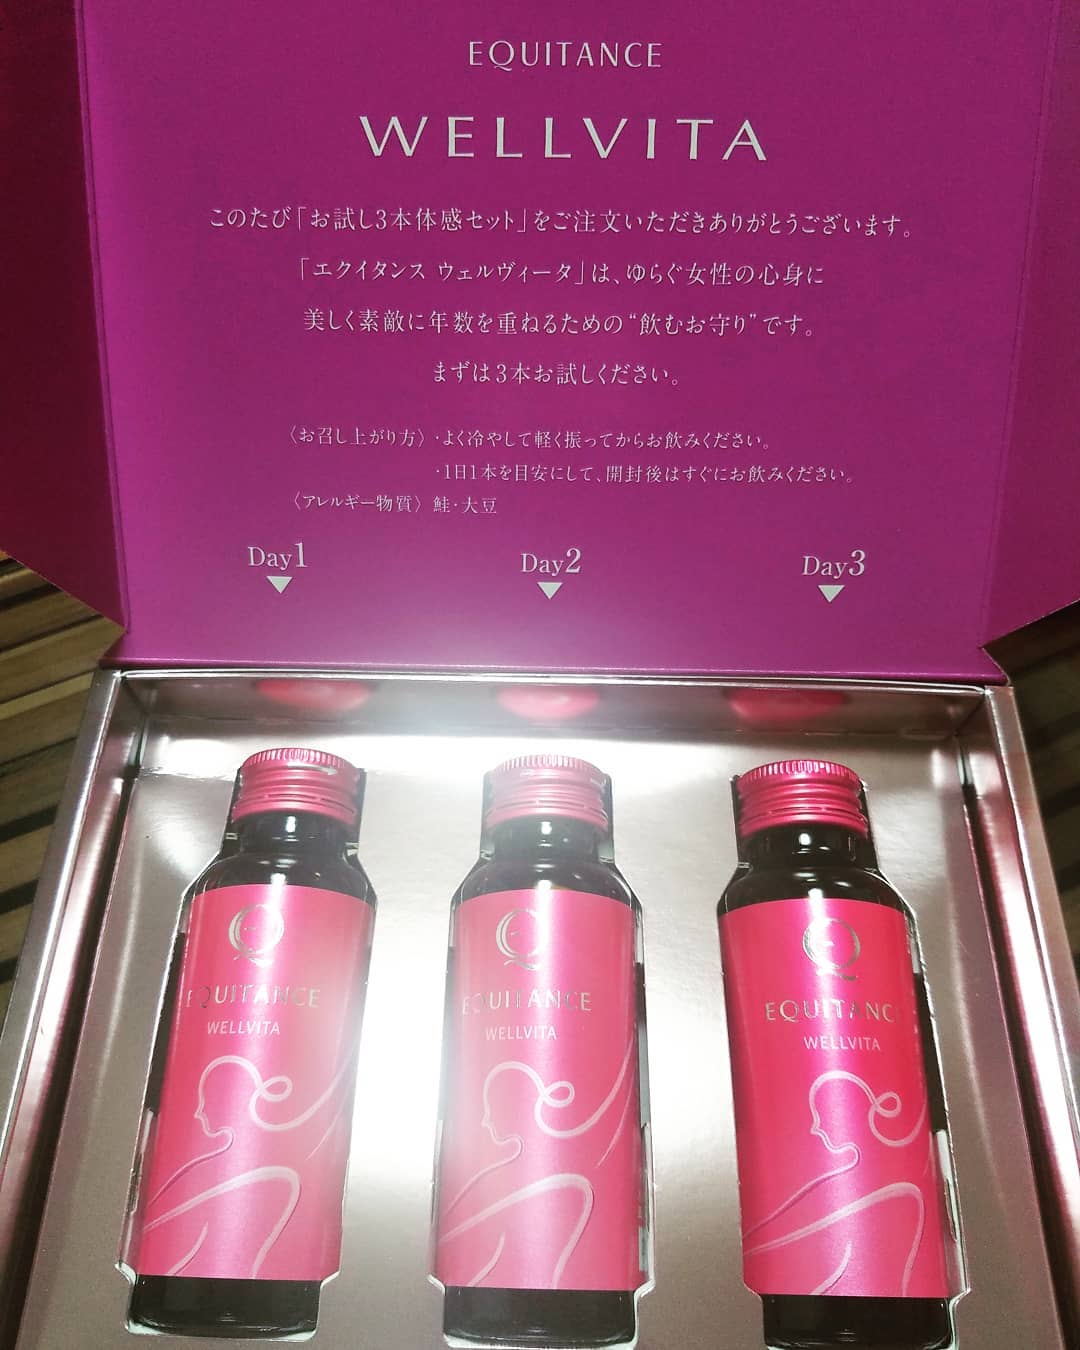 EQUITANCE
WELLVITA
このたび「お試し3本体感セット」をご注文いただきありがとうございます。
「エクイタンス ウェルヴィータ」は、ゆらぐ女性の心身に
美しく素敵に年数を重ねるための“飲むお守り”です。
まずは3本お試しください。
〈お召し上がり方〉・よく冷やして軽く振ってからお飲みください。
・1日1本を目安にして、開封後はすぐにお飲みください。
〈アレルギー物質〉鮭・大豆
Day1
Day2
Day3
EQUITANCE
WELLVITA
EQUITANCE
WELLVITA
EQUITANC
WELLVITA